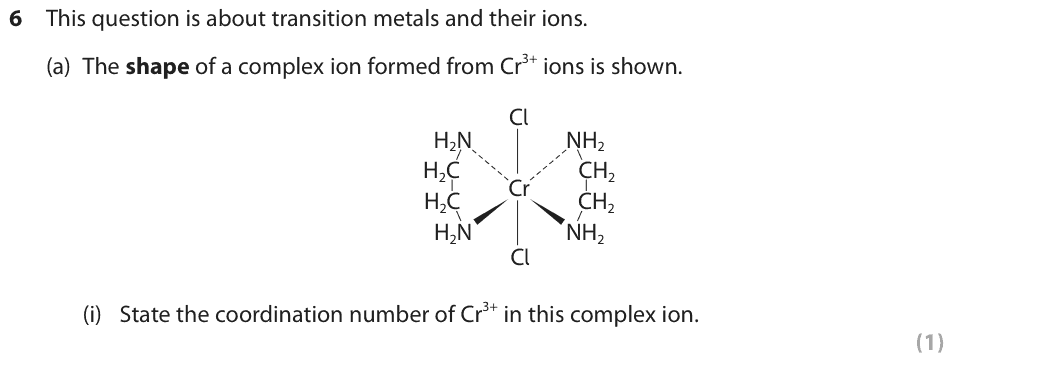 6 This question is about transition metals and their ions.
(a) The shape of a complex ion formed from Cr³⁺ ions is shown.
Cl
H₂N NH₂
H₂C CH₂
Cr
H₂C CH₂
H₂N NH₂
Cl
(i) State the coordination number of Cr³⁺ in this complex ion.
(1)